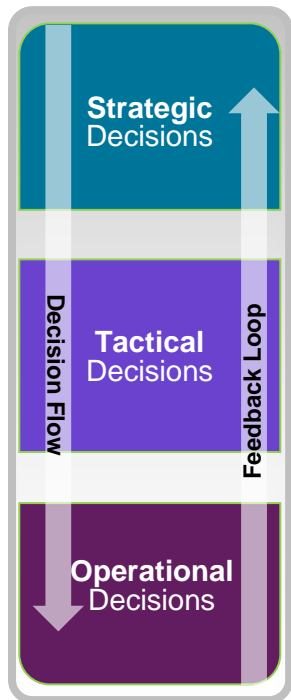 Strategic
Decisions
Decision Flow
Tactical
Decisions
Feedback Loop
Operational
Decisions